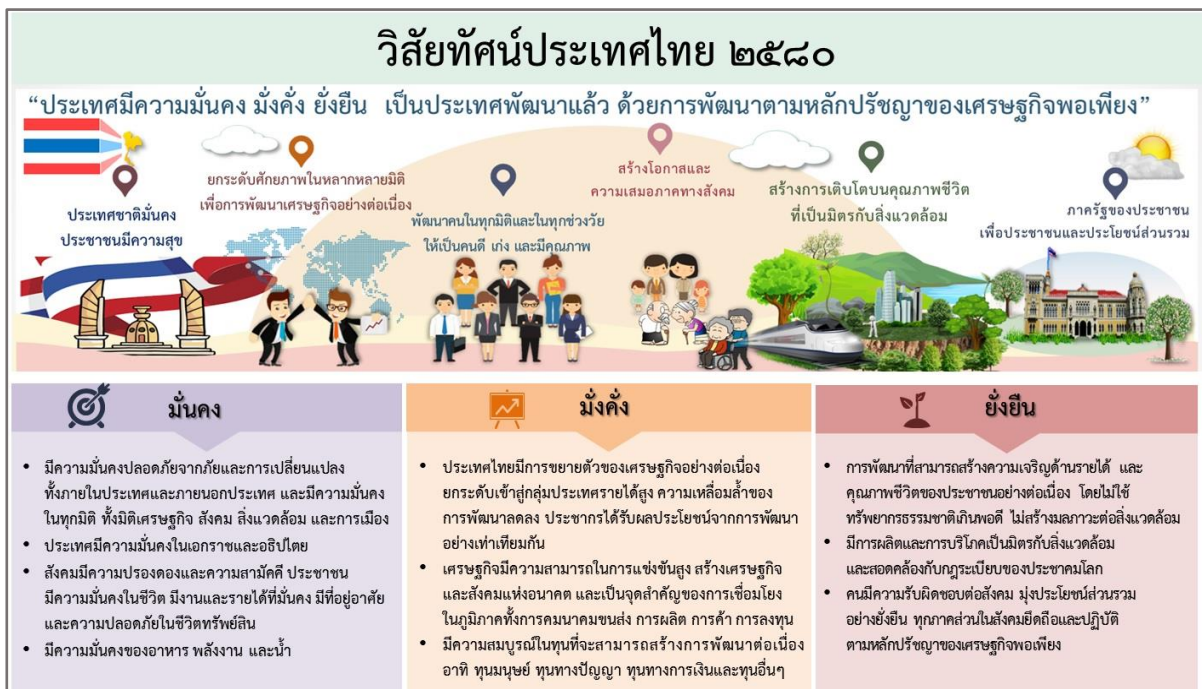 วิสัยทัศน์ประเทศไทย ๒๕๘๐
“ประเทศมีความมั่นคง มั่งคั่ง ยั่งยืน เป็นประเทศพัฒนาแล้ว ด้วยการพัฒนาตามหลักปรัชญาของเศรษฐกิจพอเพียง”
ประเทศชาติมั่นคง
ประชาชนมีความสุข
ยกระดับศักยภาพในหลากหลายมิติ
เพื่อการพัฒนาเศรษฐกิจอย่างต่อเนื่อง
พัฒนาคนในทุกมิติและในทุกช่วงวัย
ให้เป็นคนดี เก่ง และมีคุณภาพ
สร้างโอกาสและ
ความเสมอภาคทางสังคม
สร้างการเติบโตบนคุณภาพชีวิต
ที่เป็นมิตรกับสิ่งแวดล้อม
ภาครัฐของประชาชน
เพื่อประชาชนและประโยชน์ส่วนรวม
มั่นคง
• มีความมั่นคงปลอดภัยจากภัยและการเปลี่ยนแปลง
ทั้งภายในประเทศและภายนอกประเทศ และมีความมั่นคง
ในทุกมิติ ทั้งมิติเศรษฐกิจ สังคม สิ่งแวดล้อม และการเมือง
• ประเทศมีความมั่นคงในเอกราชและอธิปไตย
• สังคมมีความปรองดองและความสามัคคี ประชาชน
มีความมั่นคงในชีวิต มีงานและรายได้ที่มั่นคง มีที่อยู่อาศัย
และความปลอดภัยในชีวิตทรัพย์สิน
• มีความมั่นคงของอาหาร พลังงาน และน้ำ
มั่งคั่ง
• ประเทศไทยมีการขยายตัวของเศรษฐกิจอย่างต่อเนื่อง
ยกระดับเข้าสู่กลุ่มประเทศรายได้สูง ความเหลื่อมล้ำของ
การพัฒนาลดลง ประชากรได้รับผลประโยชน์จากการพัฒนา
อย่างเท่าเทียมกัน
• เศรษฐกิจมีความสามารถในการแข่งขันสูง สร้างเศรษฐกิจ
และสังคมแห่งอนาคต และเป็นจุดสำคัญของการเชื่อมโยง
ในภูมิภาคทั้งการคมนาคมขนส่ง การผลิต การค้า การลงทุน
• มีความสมบูรณ์ในทุนที่จะสามารถสร้างการพัฒนาต่อเนื่อง
อาทิ ทุนมนุษย์ ทุนทางปัญญา ทุนทางการเงินและทุนอื่นๆ
ยั่งยืน
• การพัฒนาที่สามารถสร้างความเจริญด้านรายได้ และ
คุณภาพชีวิตของประชาชนอย่างต่อเนื่อง โดยไม่ใช้
ทรัพยากรธรรมชาติเกินพอดี ไม่สร้างมลภาวะต่อสิ่งแวดล้อม
• มีการผลิตและการบริโภคเป็นมิตรกับสิ่งแวดล้อม
และสอดคล้องกับกฎระเบียบของประชาคมโลก
• คนมีความรับผิดชอบต่อสังคม มุ่งประโยชน์ส่วนรวม
อย่างยั่งยืน ทุกภาคส่วนในสังคมยึดถือและปฏิบัติ
ตามหลักปรัชญาของเศรษฐกิจพอเพียง